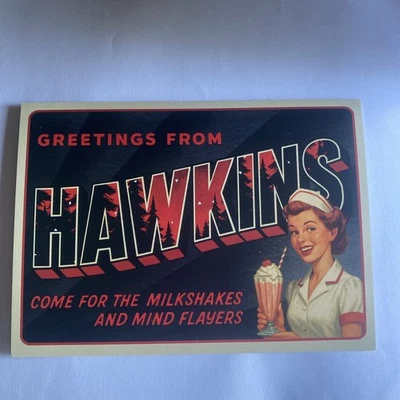 GREETINGS FROM
HAWKINS
COME FOR THE MILKSHAKES
AND MIND FLAYERS